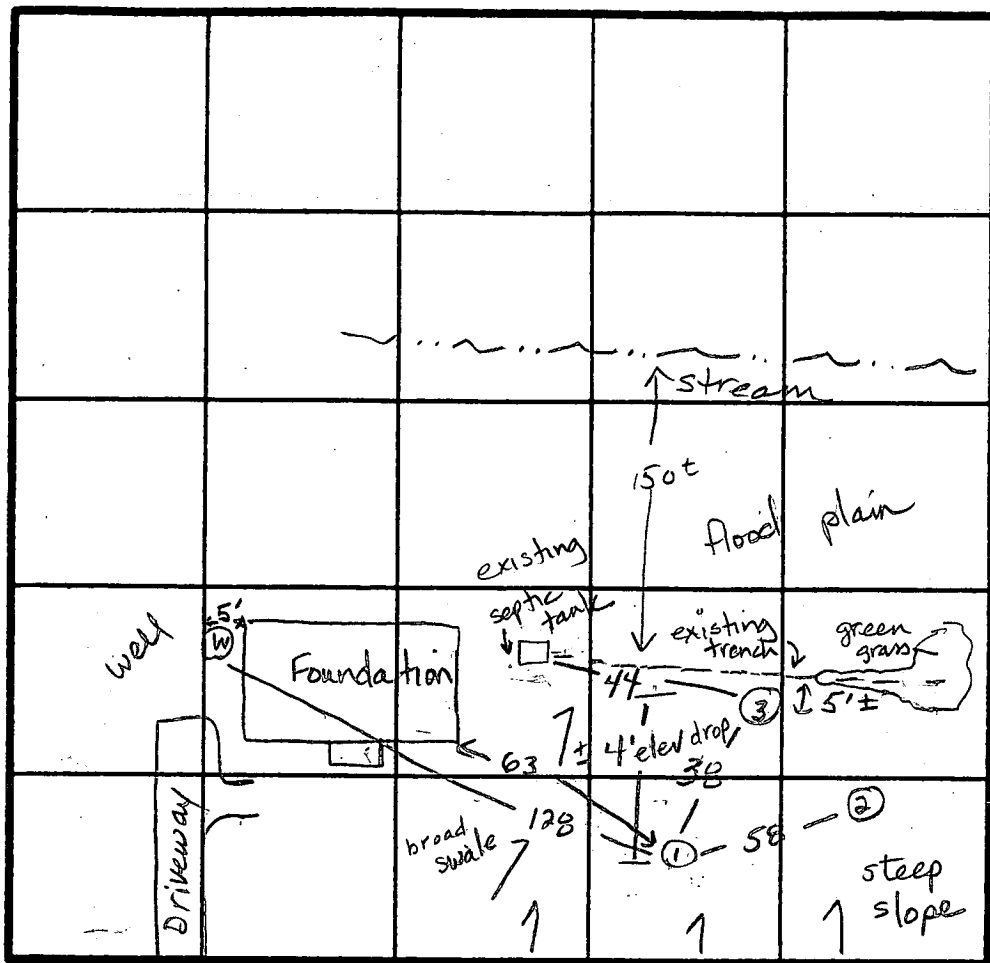 stream
150±
flood plain
existing
septic
tank
5'
W
well
Foundation
existing
trench
green
grass
44
3
5' ±
± 4' elev drop
63
38
128
broad
swale
1
58
2
steep
slope
Driveway